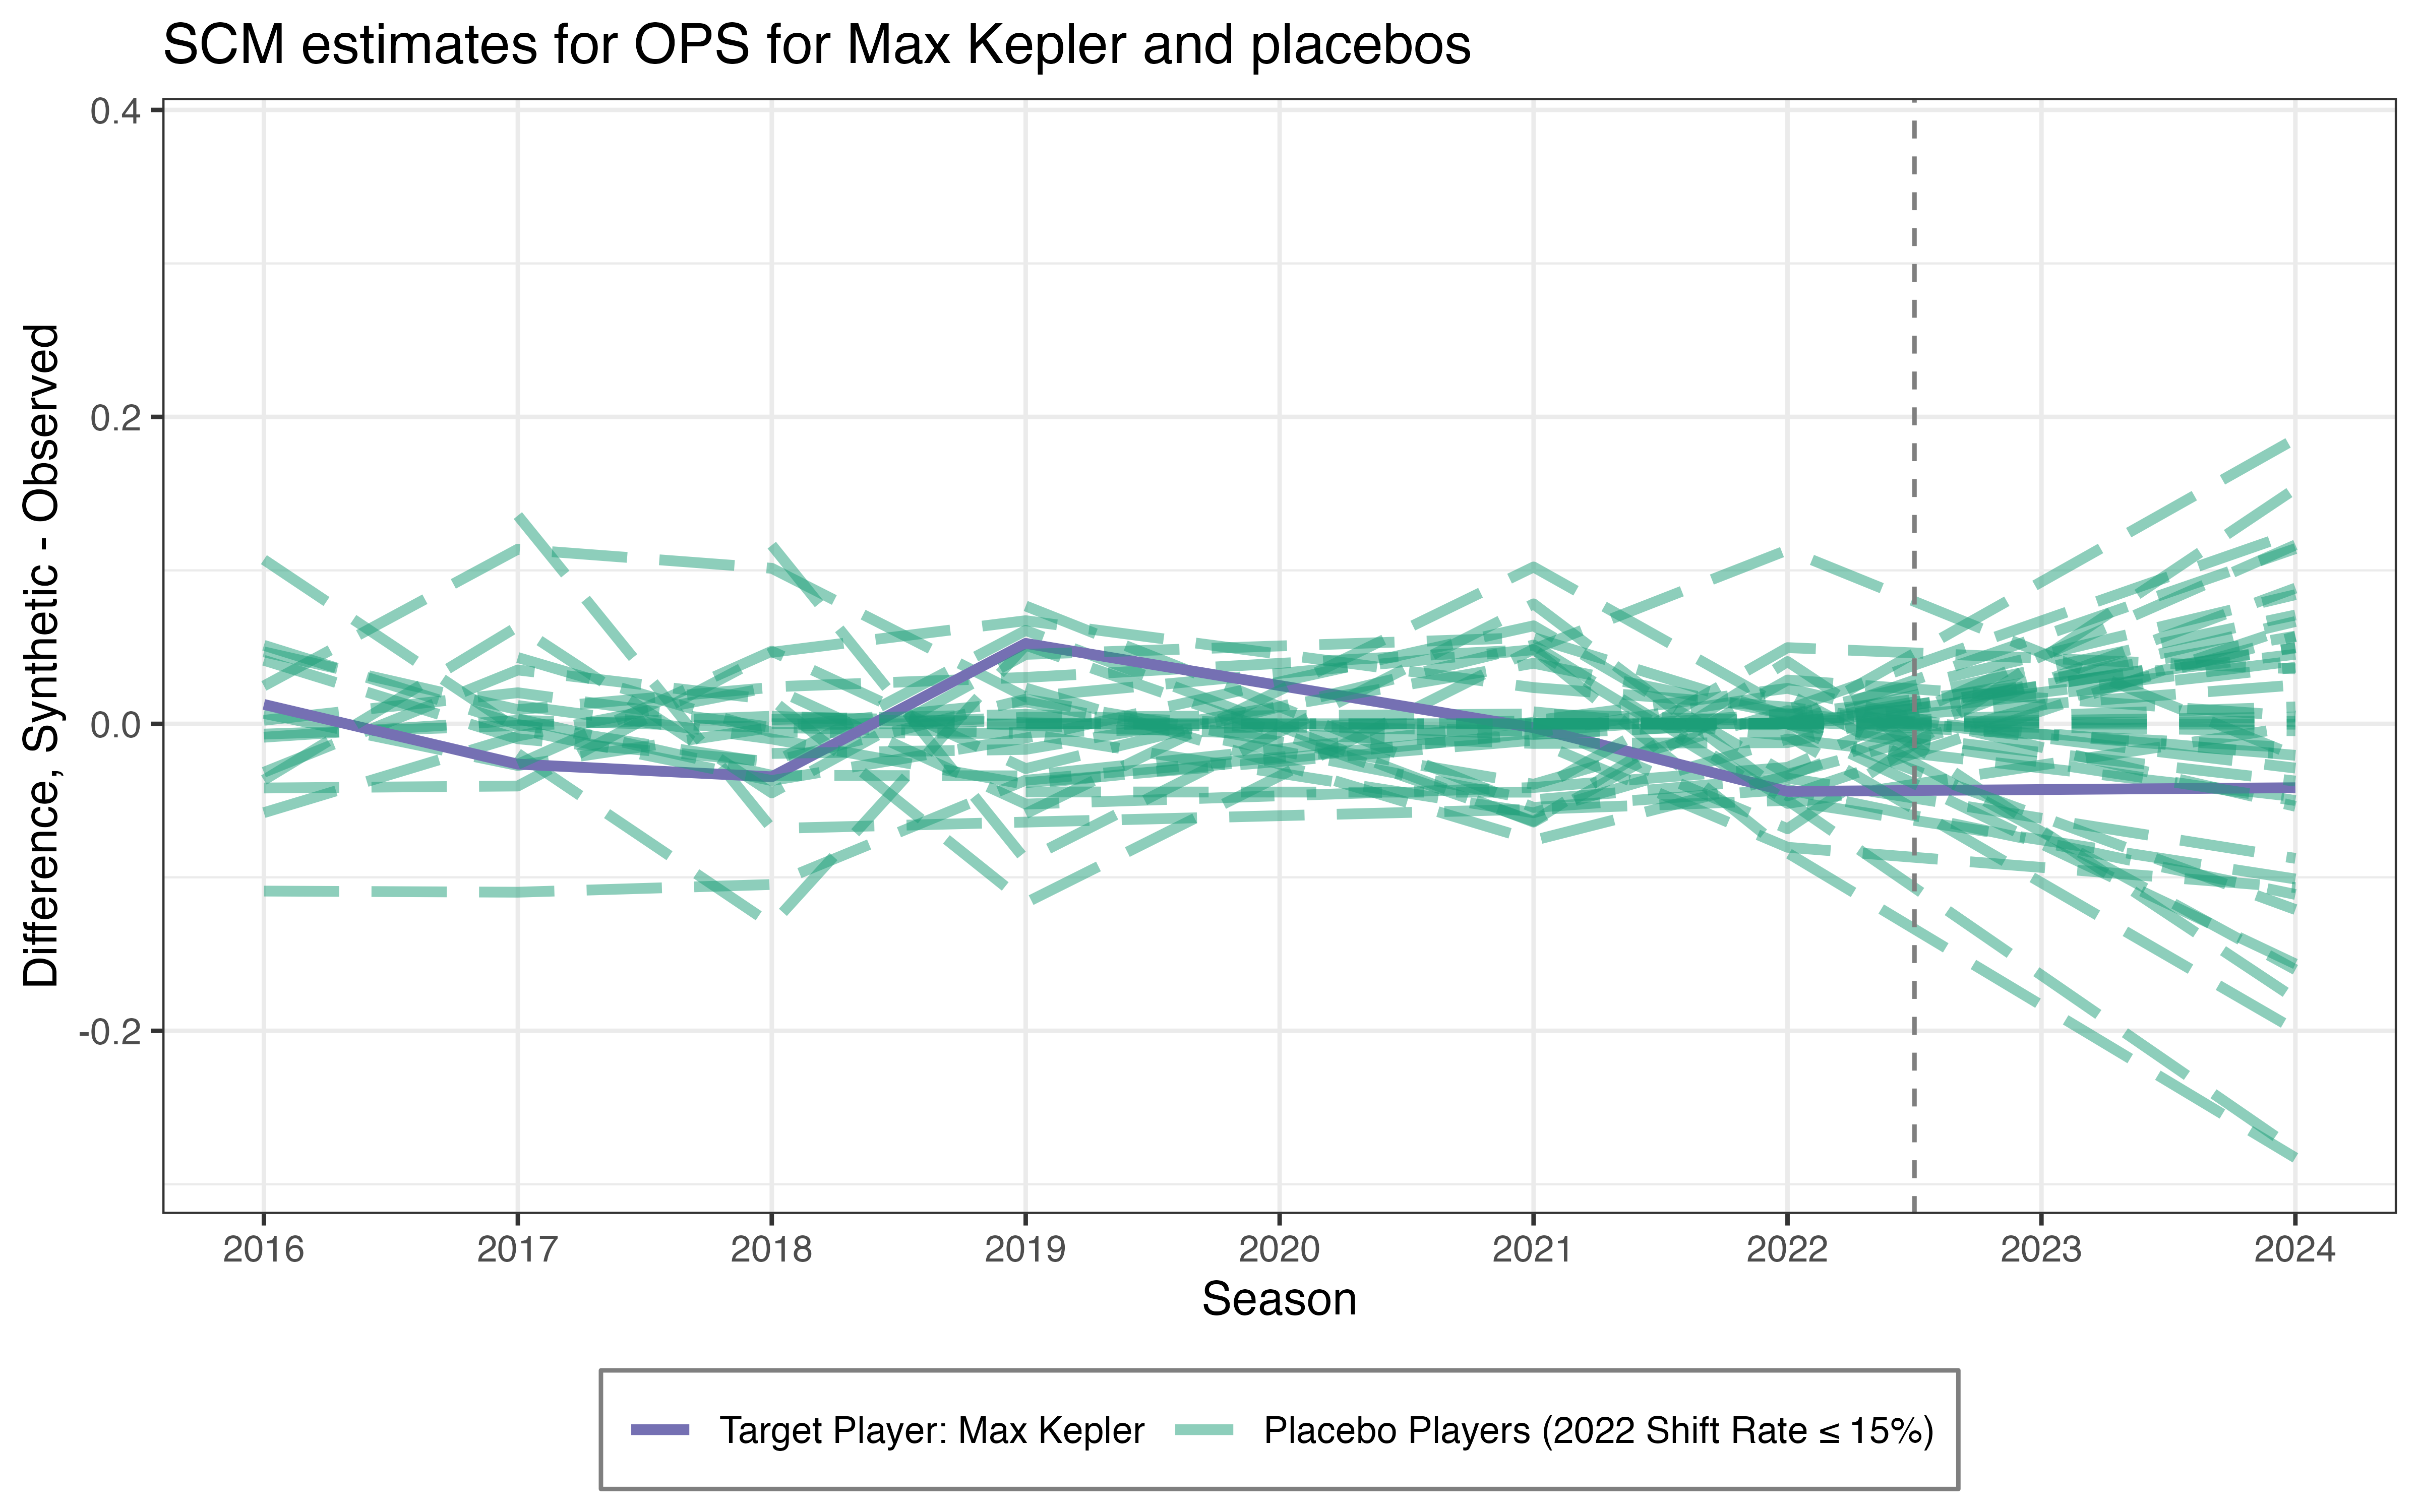 SCM estimates for OPS for Max Kepler and placebos
Difference, Synthetic - Observed
0.4
0.2
0.0
-0.2
2016 2017 2018 2019 2020 2021 2022 2023 2024
Season
Target Player: Max Kepler Placebo Players (2022 Shift Rate ≤ 15%)